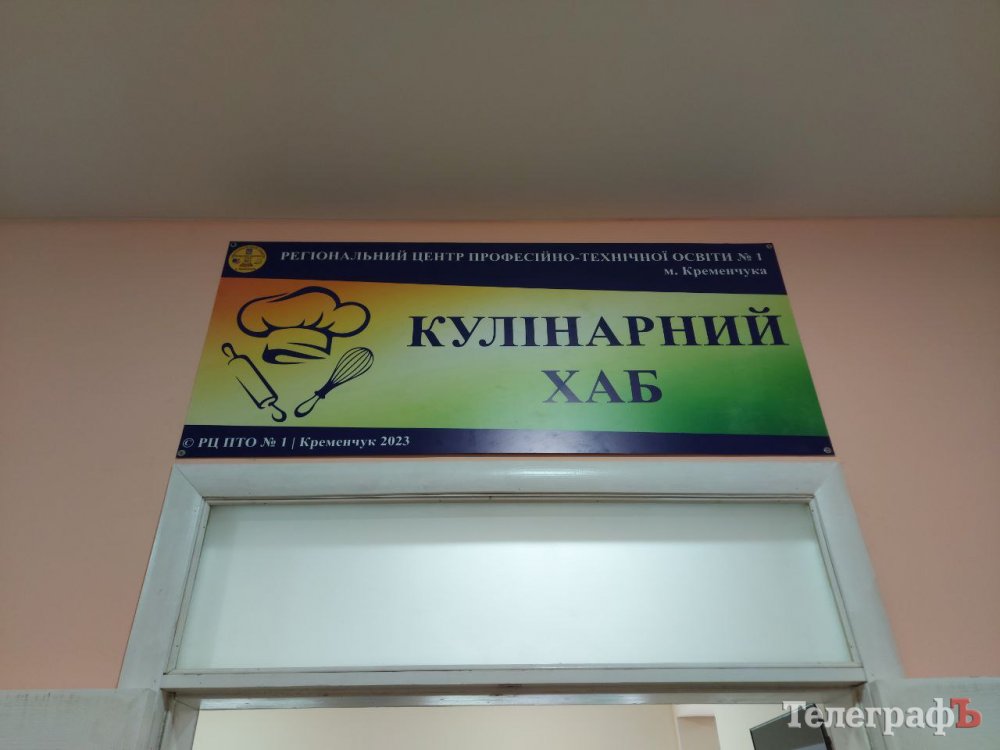 РЕГІОНАЛЬНИЙ ЦЕНТР ПРОФЕСІЙНО-ТЕХНІЧНОЇ ОСВІТИ № 1
м. Кременчука
КУЛІНАРНИЙ
ХАБ
© РЦ ПТО № 1 | Кременчук 2023
ТелеграфЪ